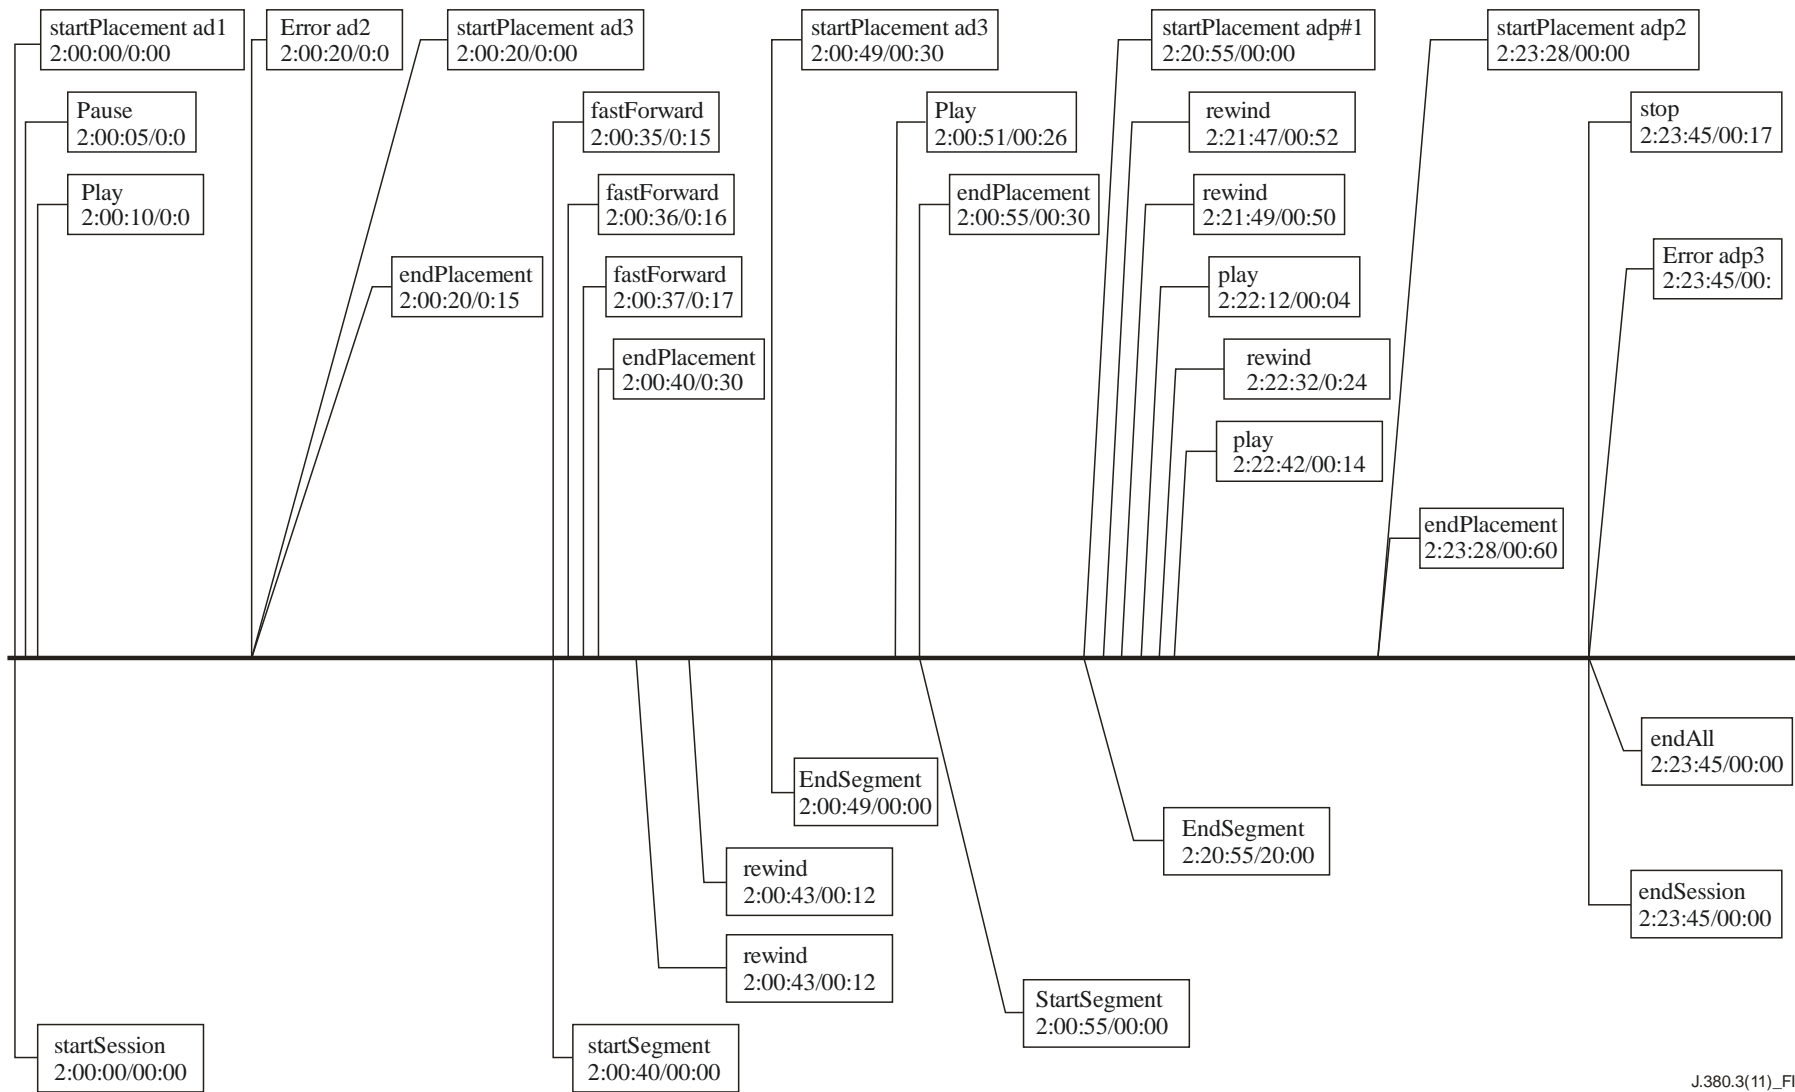 startPlacement ad1
2:00:00/0:00
Error ad2
2:00:20/0:0
startPlacement ad3
2:00:20/0:00
startPlacement ad3
2:00:49/00:30
startPlacement adp#1
2:20:55/00:00
startPlacement adp2
2:23:28/00:00
Pause
2:00:05/0:0
fastForward
2:00:35/0:15
Play
2:00:51/00:26
rewind
2:21:47/00:52
stop
2:23:45/00:17
Play
2:00:10/0:0
fastForward
2:00:36/0:16
endPlacement
2:00:55/00:30
rewind
2:21:49/00:50
endPlacement
2:00:20/0:15
fastForward
2:00:37/0:17
play
2:22:12/00:04
Error adp3
2:23:45/00:
endPlacement
2:00:40/0:30
rewind
2:22:32/0:24
play
2:22:42/00:14
endPlacement
2:23:28/00:60
endAll
2:23:45/00:00
EndSegment
2:00:49/00:00
EndSegment
2:20:55/20:00
rewind
2:00:43/00:12
endSession
2:23:45/00:00
rewind
2:00:43/00:12
StartSegment
2:00:55/00:00
startSession
2:00:00/00:00
startSegment
2:00:40/00:00
J.380.3(11)_FI